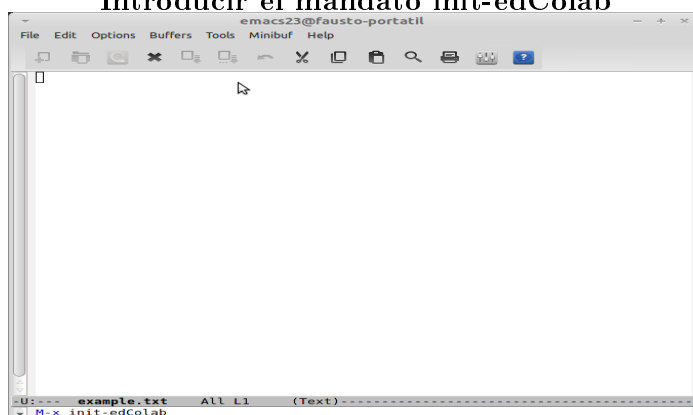 Introducir el mandato init-edColab
emacs23@fausto-portatil
File Edit Options Buffers Tools Minibuf Help
-U:--- example.txt All L1 (Text)------------------------------------------
M-x init-edColab